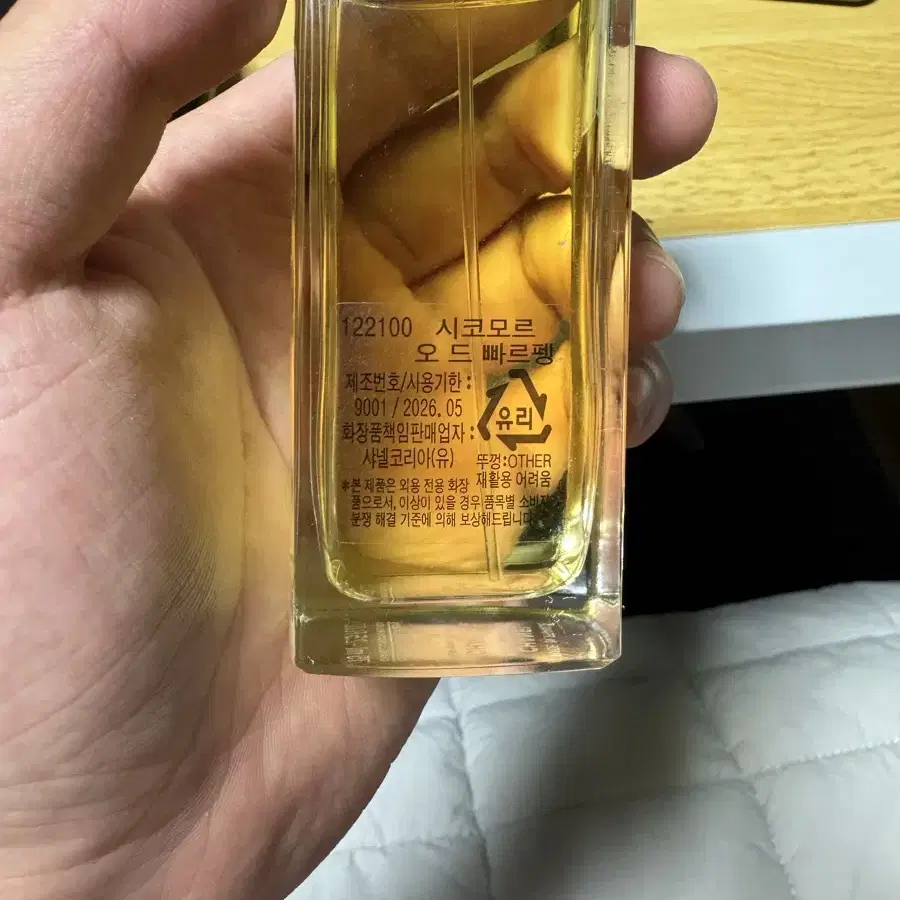 122100 시코모르
오 드 빠르펭
제조번호/사용기한 :
9001 / 2026. 05
유리
화장품책임판매업자 :
샤넬코리아(유)
뚜껑:OTHER
재활용 어려움
*본 제품은 외용 전용 화장
품으로서, 이상이 있을 경우 품목별 소비자
분쟁 해결 기준에 의해 보상해드립니다.